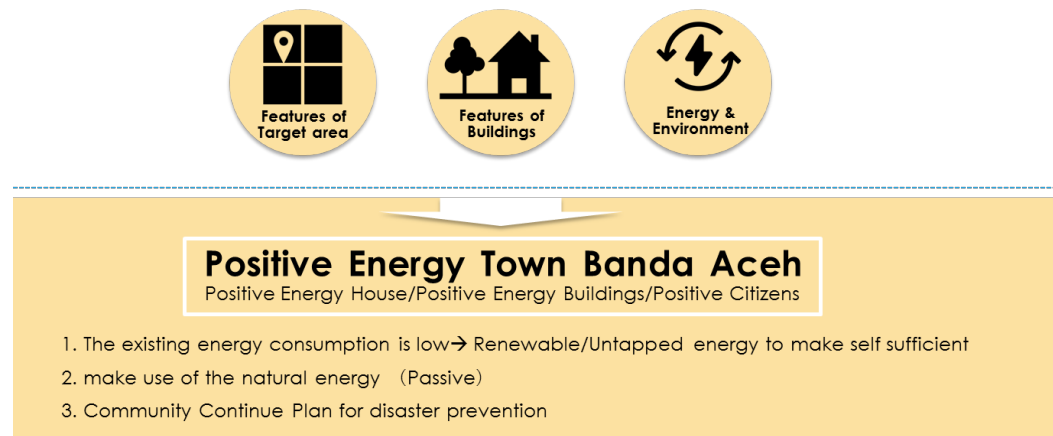 Features of
Target area
Features of
Buildings
Energy &
Environment
Positive Energy Town Banda Aceh
Positive Energy House/Positive Energy Buildings/Positive Citizens
1. The existing energy consumption is low→ Renewable/Untapped energy to make self sufficient
2. make use of the natural energy （Passive）
3. Community Continue Plan for disaster prevention